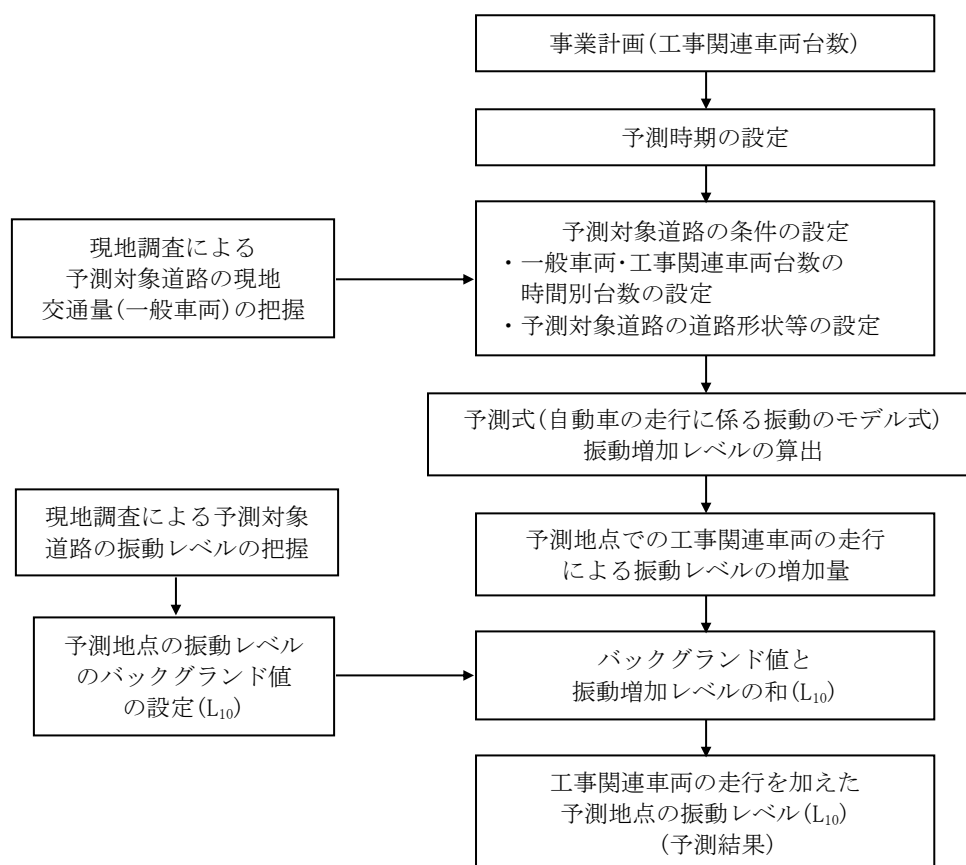 事業計画(工事関連車両台数)
予測時期の設定
予測対象道路の条件の設定
・一般車両・工事関連車両台数の
時間別台数の設定
・予測対象道路の道路形状等の設定
現地調査による
予測対象道路の現地
交通量(一般車両)の把握
予測式(自動車の走行に係る振動のモデル式)
振動増加レベルの算出
現地調査による予測対象
道路の振動レベルの把握
予測地点での工事関連車両の走行
による振動レベルの増加量
予測地点の振動レベル
のバックグランド値
の設定(L₁₀)
バックグランド値と
振動増加レベルの和(L₁₀)
工事関連車両の走行を加えた
予測地点の振動レベル(L₁₀)
(予測結果)